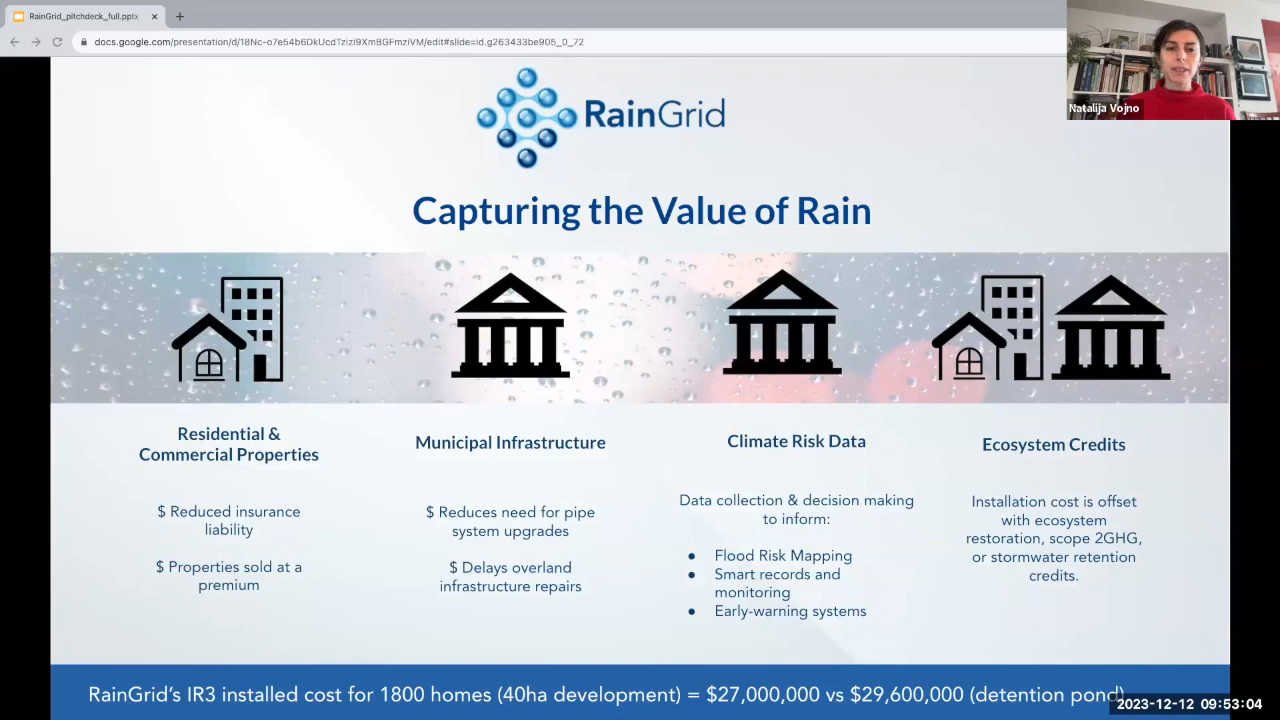 RainGrid_pitchdeck_full.pptx
docs.google.com/presentation/d/18Nc-o7e54b6DkUcdTzizi9XmBGFmziVM/edit#slide=id.g263433be905_0_72
Natalija Vojno
RainGrid
Capturing the Value of Rain
Residential &
Commercial Properties
$ Reduced insurance
liability
$ Properties sold at a
premium
Municipal Infrastructure
$ Reduces need for pipe
system upgrades
$ Delays overland
infrastructure repairs
Climate Risk Data
Data collection & decision making
to inform:
● Flood Risk Mapping
● Smart records and
monitoring
● Early-warning systems
Ecosystem Credits
Installation cost is offset
with ecosystem
restoration, scope 2GHG,
or stormwater retention
credits.
RainGrid's IR3 installed cost for 1800 homes (40ha development) = $27,000,000 vs $29,600,000 (detention pond)
2023-12-12 09:53:04